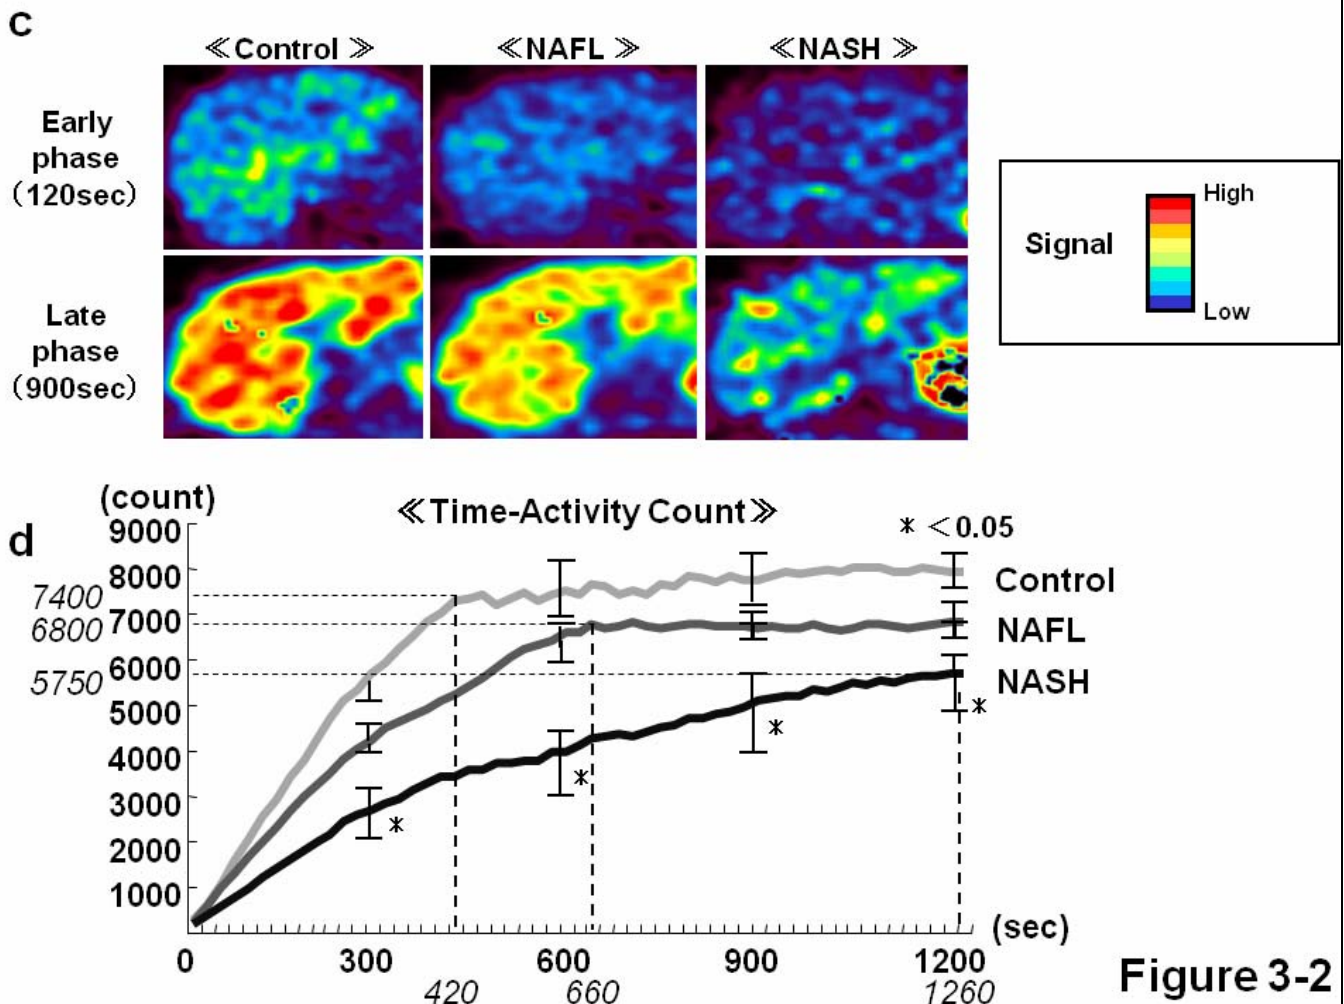 c
≪Control ≫
≪NAFL ≫
≪NASH ≫
Early
phase
（120sec）
Late
phase
（900sec）
Signal
High
Low
d
(count)
≪Time-Activity Count≫
* ＜0.05
9000
8000
7400
7000
6800
6000
5750
5000
4000
3000
2000
1000
Control
NAFL
NASH
*
*
*
*
(sec)
0
300
600
900
1200
420
660
1260
Figure 3-2